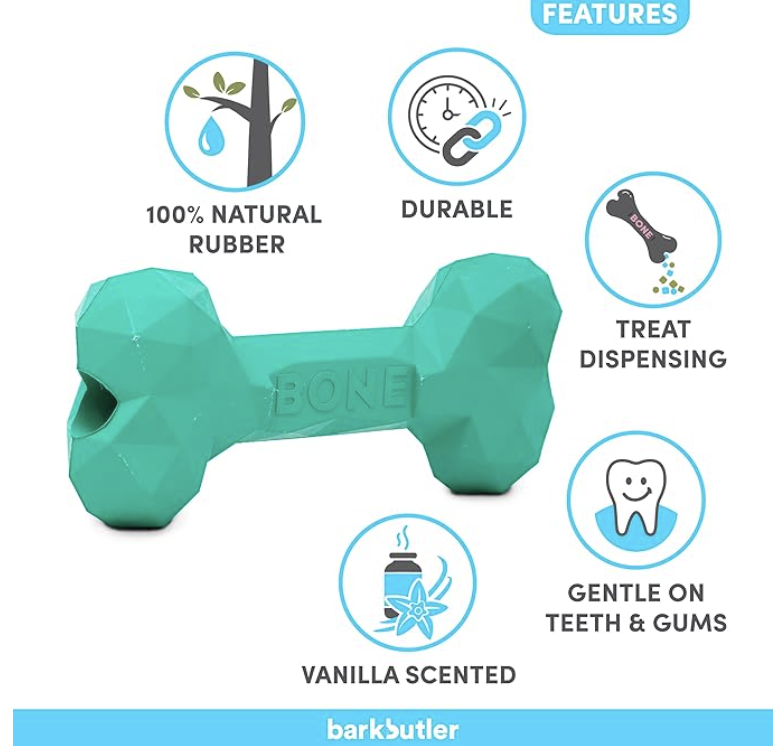 FEATURES
100% NATURAL
RUBBER
DURABLE
BONE
TREAT
DISPENSING
BONE
GENTLE ON
TEETH & GUMS
VANILLA SCENTED
barkbutler